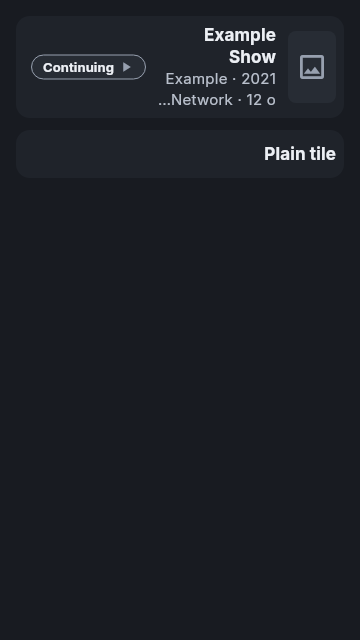 Example
Show
Example · 2021
...Network · 12 o
Continuing
Plain tile